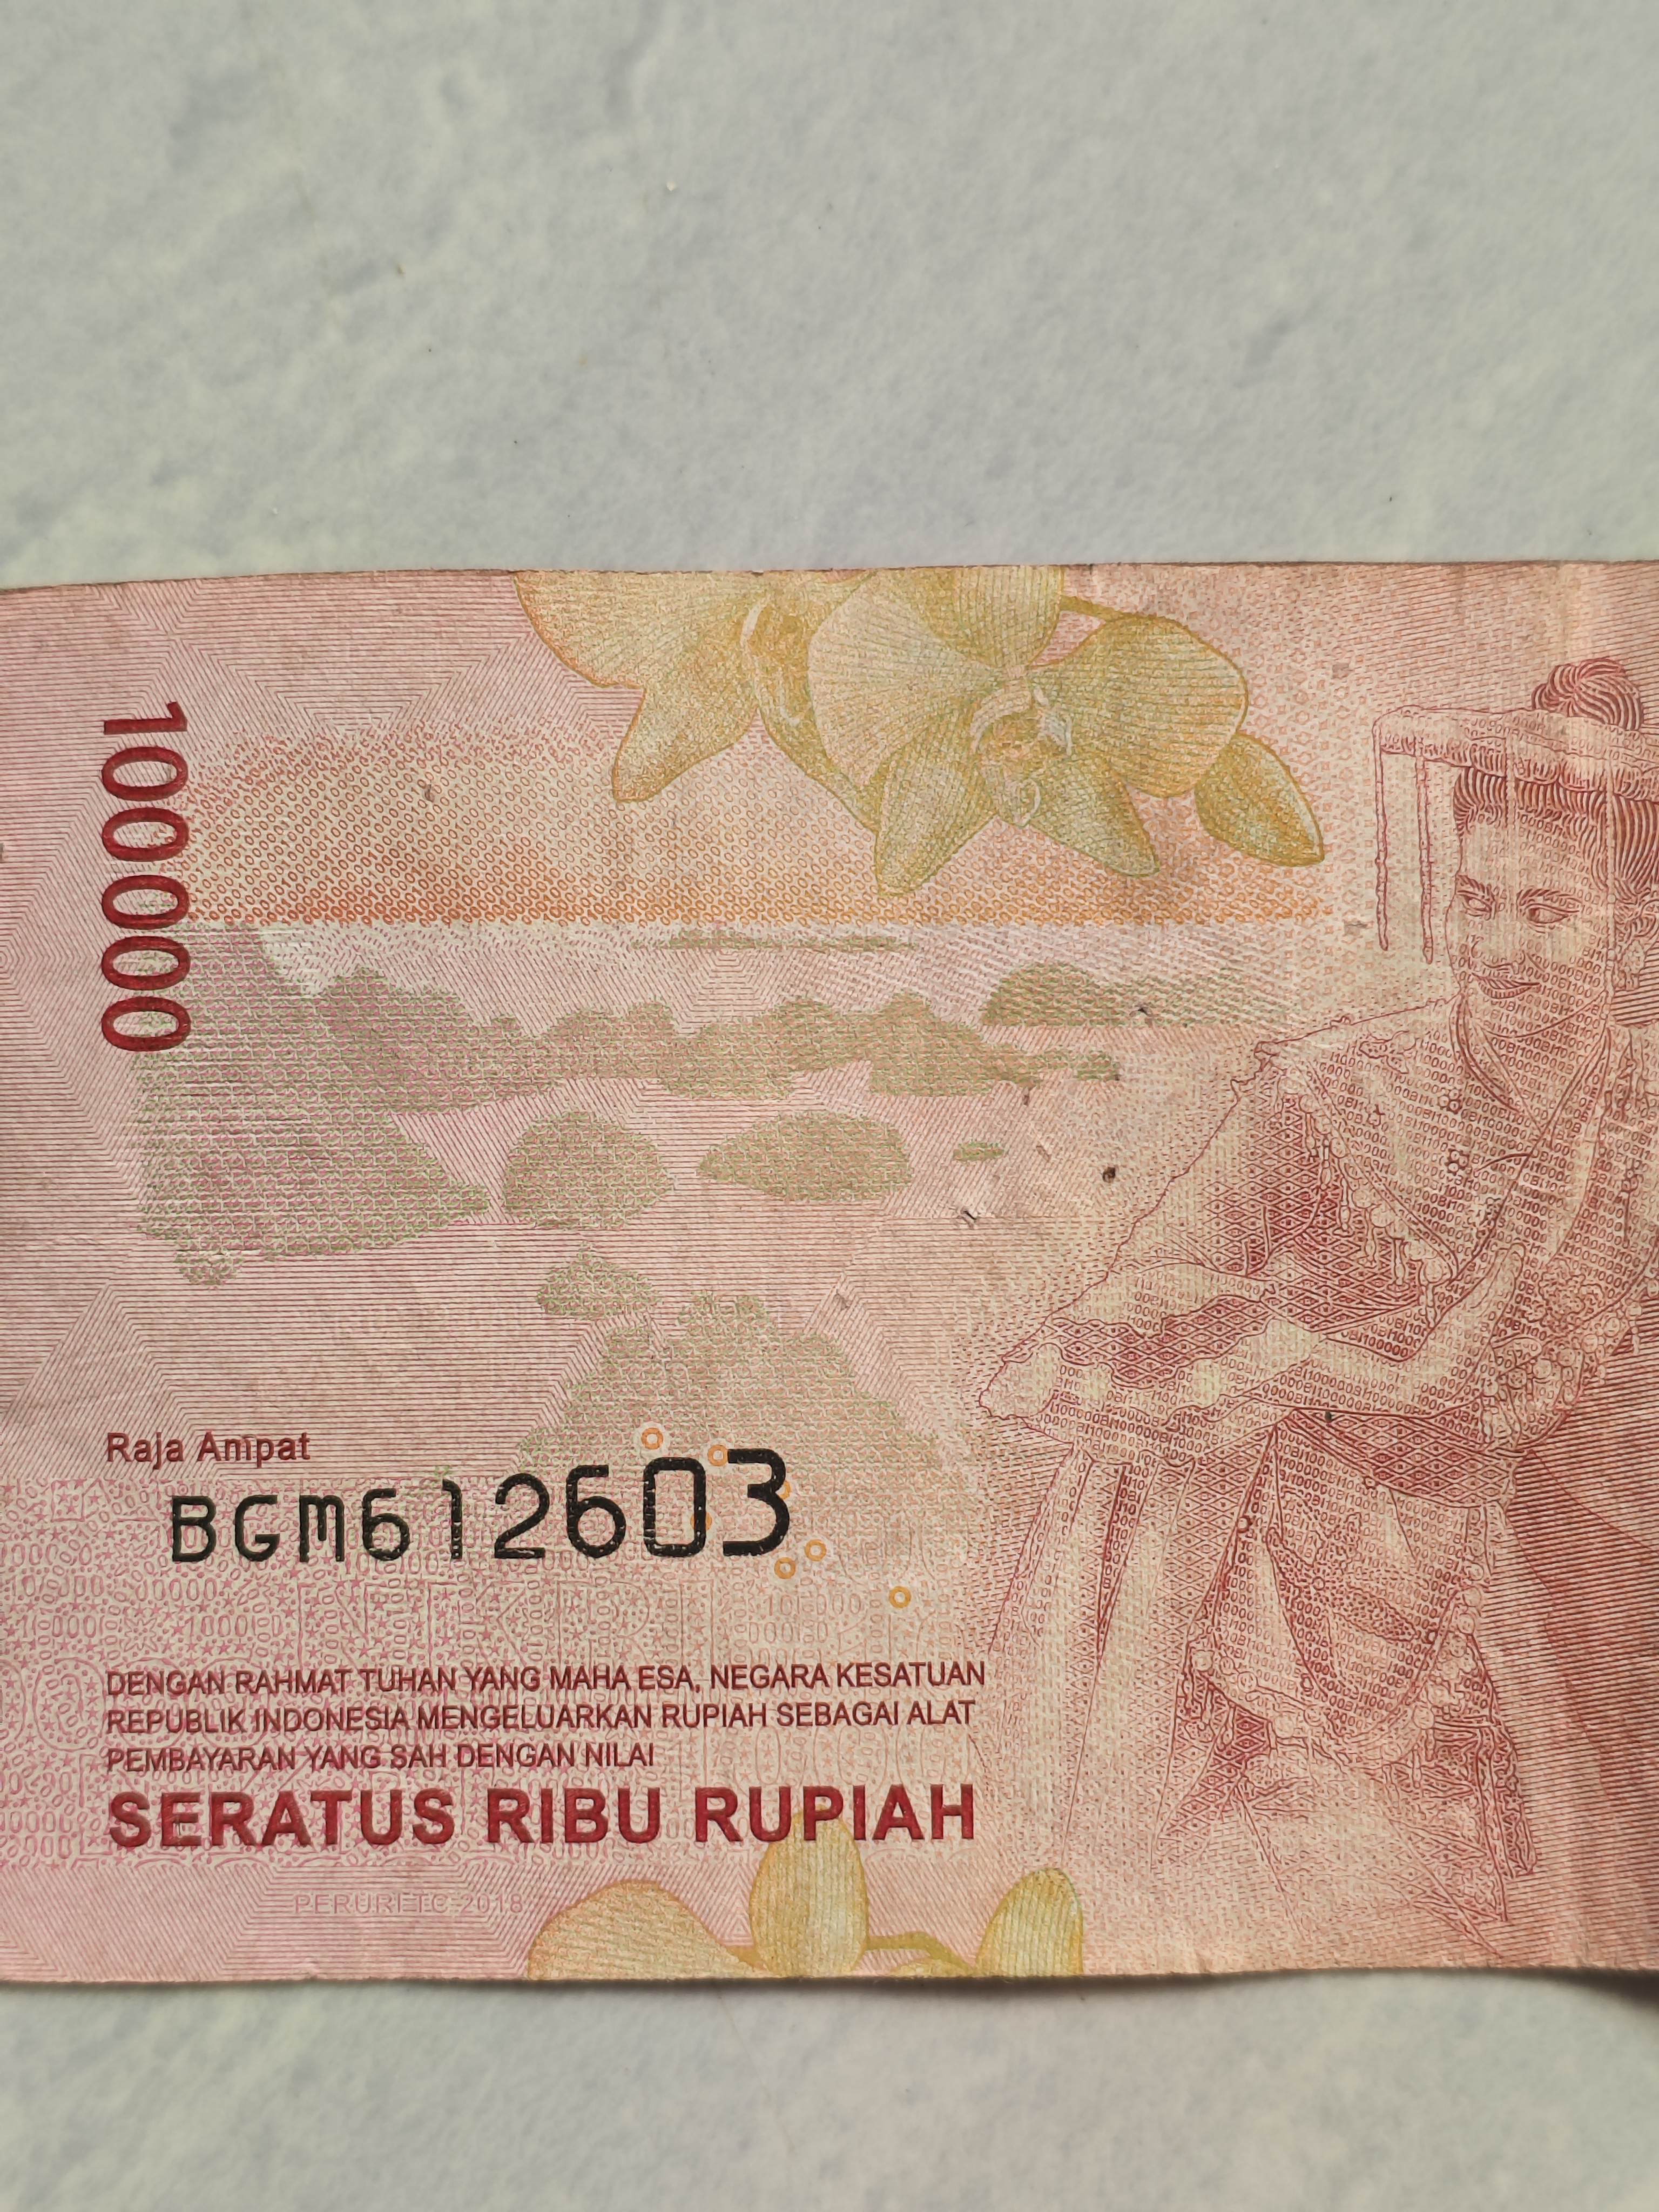 100000
Raja Ampat
BGM612603
DENGAN RAHMAT TUHAN YANG MAHA ESA, NEGARA KESATUAN
REPUBLIK INDONESIA MENGELUARKAN RUPIAH SEBAGAI ALAT
PEMBAYARAN YANG SAH DENGAN NILAI
SERATUS RIBU RUPIAH
PERURI TC 2018